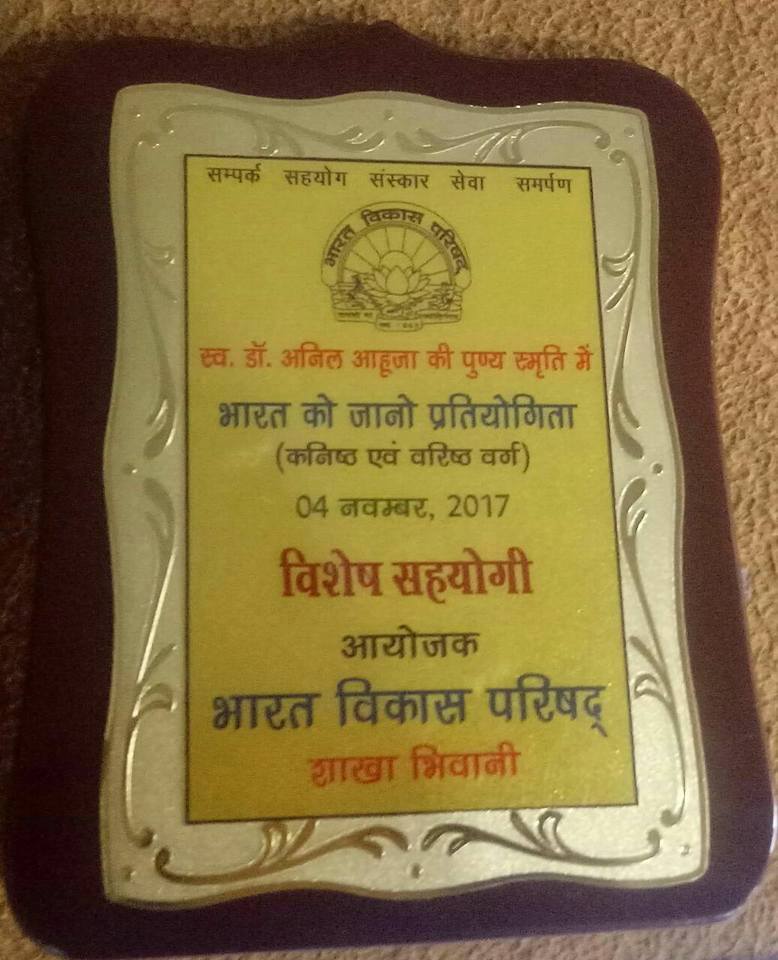 सम्पर्क सहयोग संस्कार सेवा समर्पण
भारत विकास परिषद्
स्व. डॉ. अनिल आहूजा की पुण्य स्मृति में
भारत को जानो प्रतियोगिता
(कनिष्ठ एवं वरिष्ठ वर्ग)
04 नवम्बर, 2017
विशेष सहयोगी
आयोजक
भारत विकास परिषद्
शाखा भिवानी